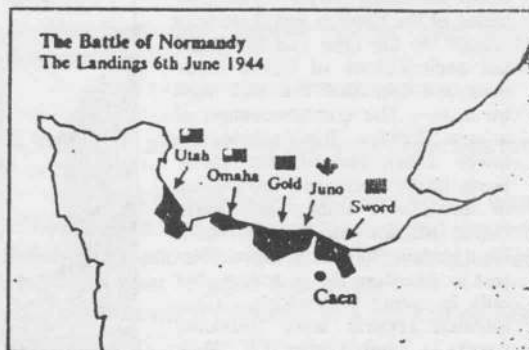 The Battle of Normandy
The Landings 6th June 1944
Utah
Omaha
Gold
Juno
Sword
Caen